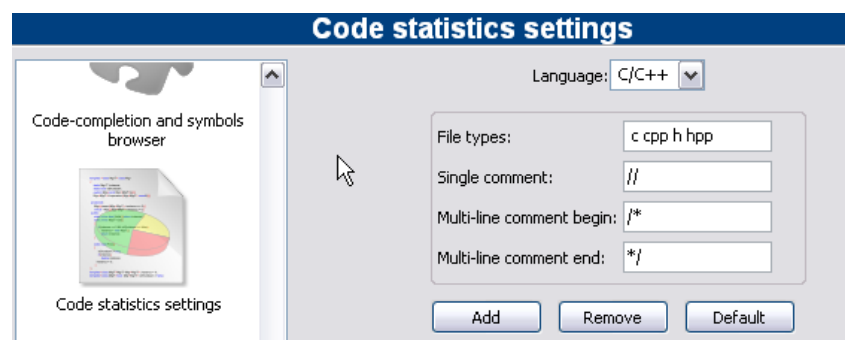 Code statistics settings
Code-completion and symbols
browser
Code statistics settings
Language: C/C++
File types: c cpp h hpp
Single comment: //
Multi-line comment begin: /*
Multi-line comment end: */
Add Remove Default